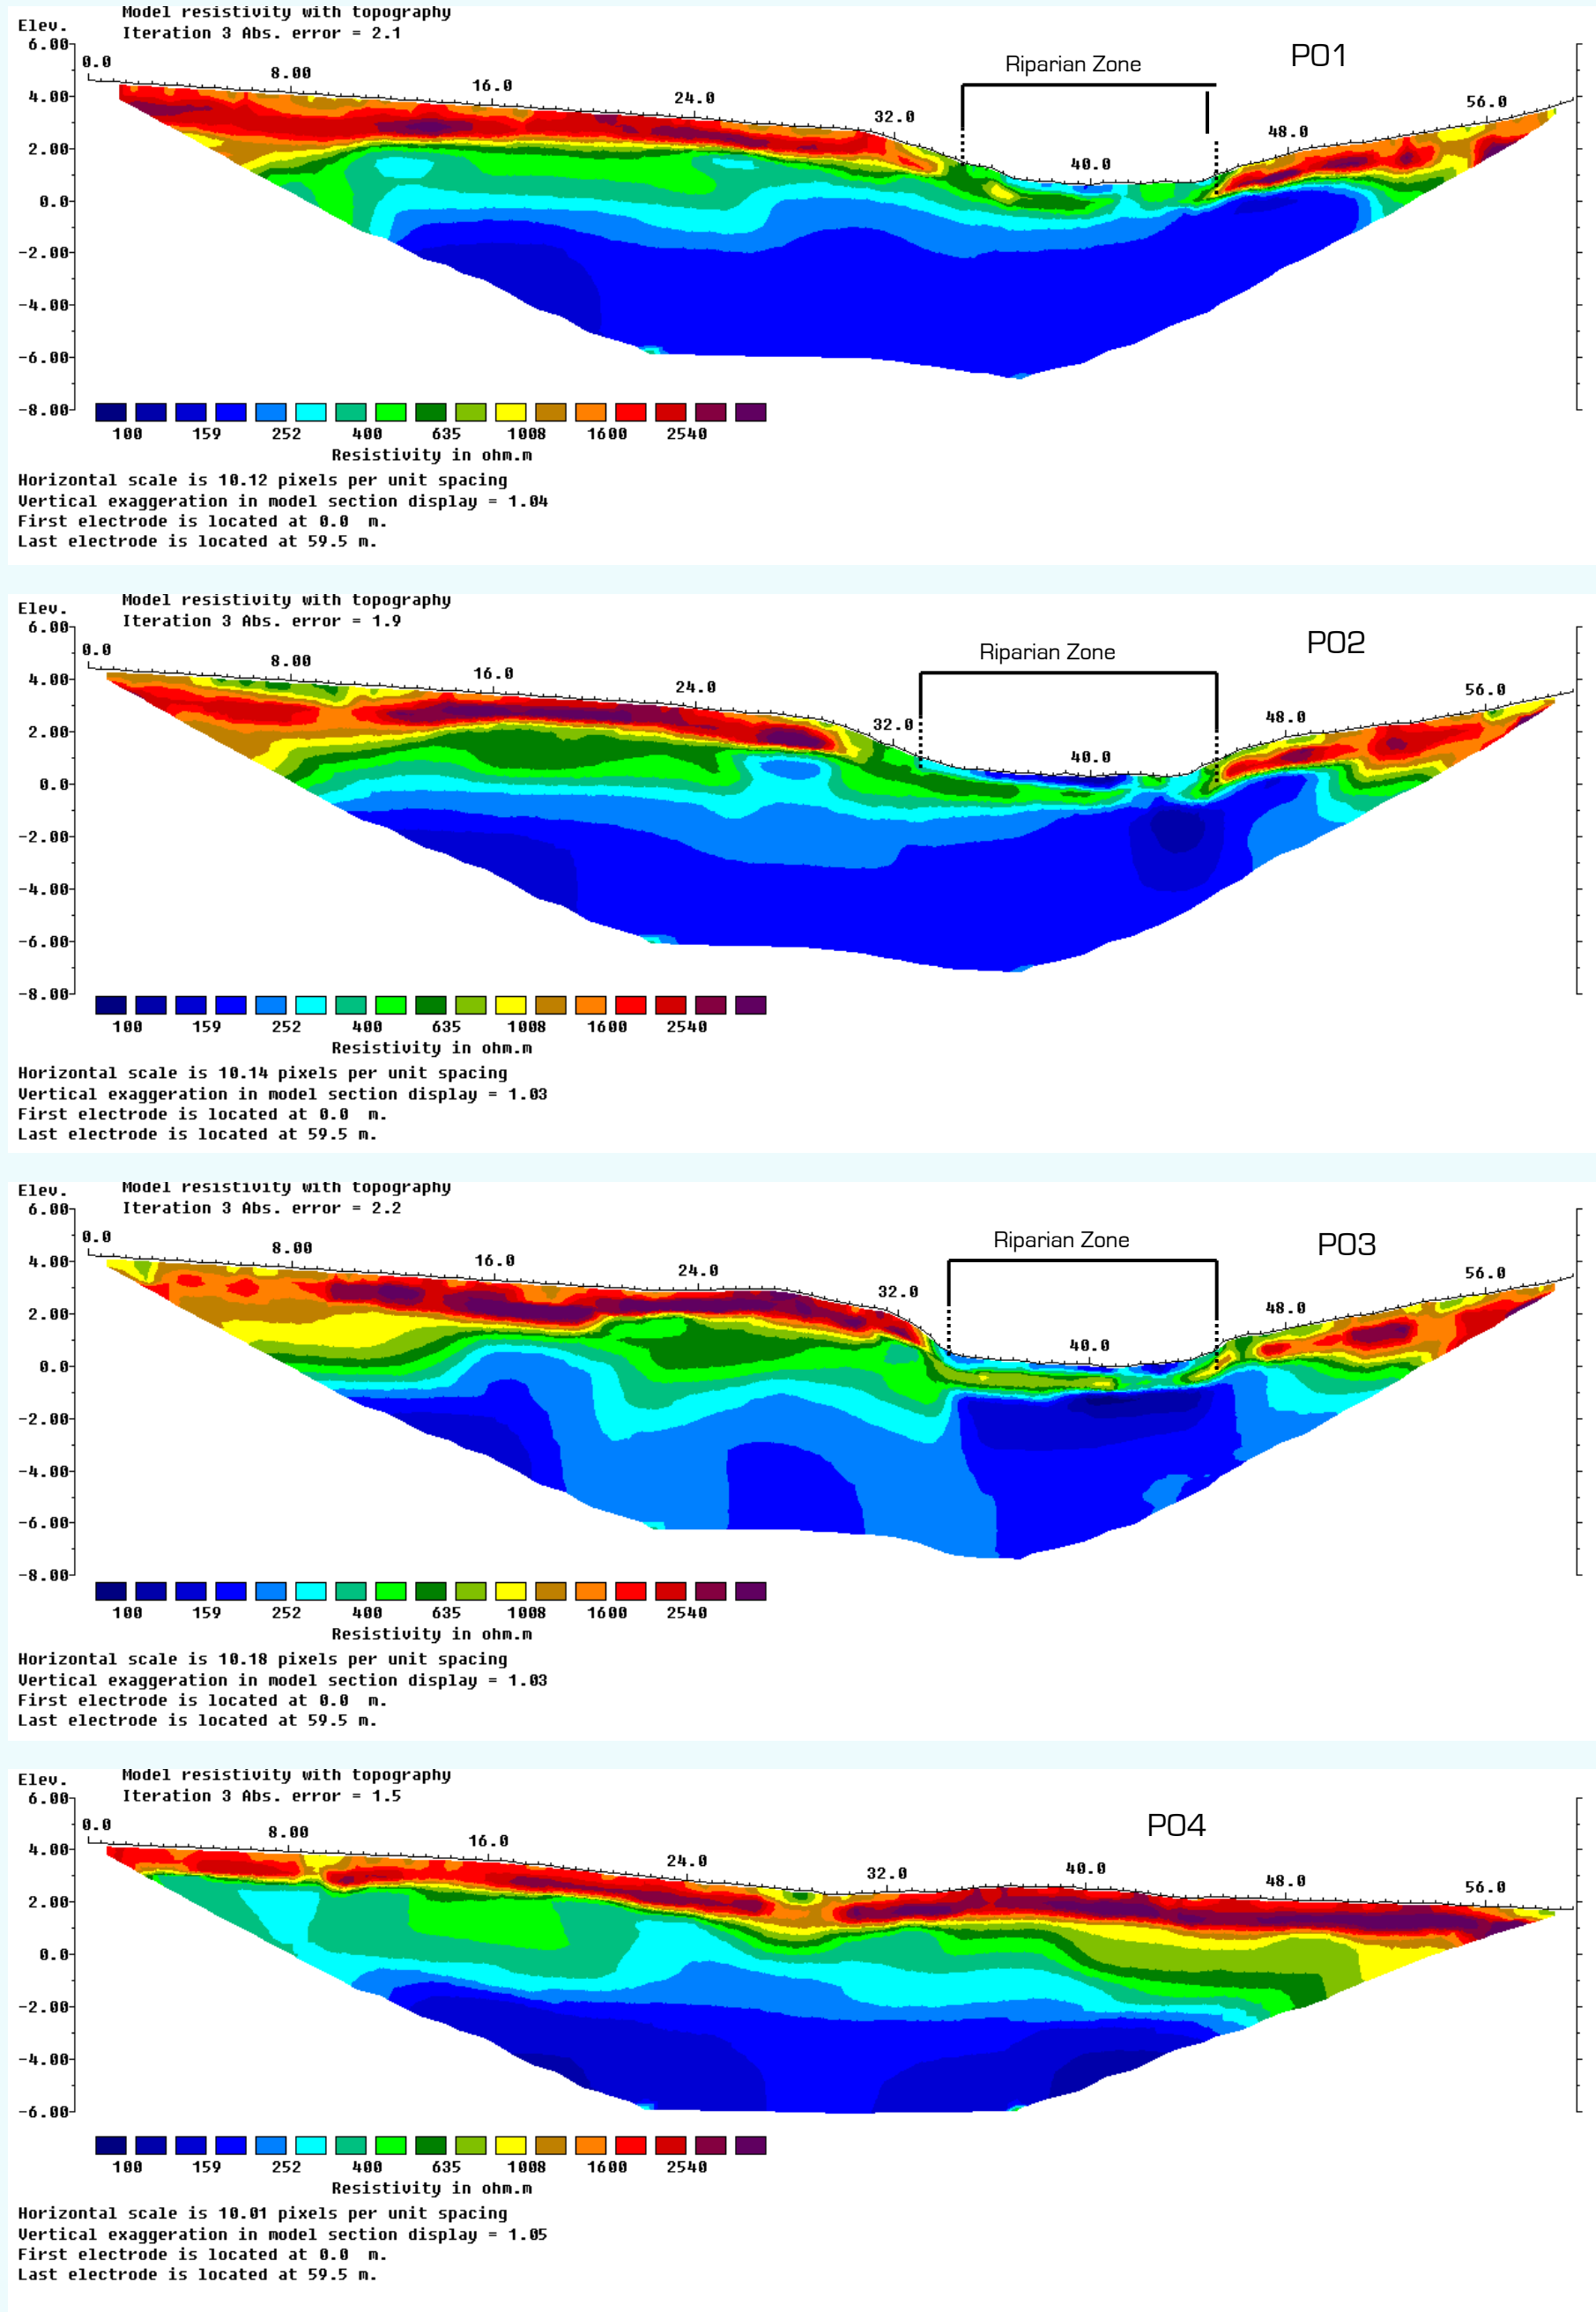 Model resistivity with topography
Elev. Iteration 3 Abs. error = 2.1
6.00 Riparian Zone P01
0.0 8.00 16.0 24.0 32.0 40.0 48.0 56.0
4.00
2.00
0.0
-2.00
-4.00
-6.00
-8.00
100 159 252 400 635 1008 1600 2540
Resistivity in ohm.m
Horizontal scale is 10.12 pixels per unit spacing
Vertical exaggeration in model section display = 1.04
First electrode is located at 0.0 m.
Last electrode is located at 59.5 m.
Model resistivity with topography
Elev. Iteration 3 Abs. error = 1.9
6.00 Riparian Zone P02
0.0 8.00 16.0 24.0 32.0 40.0 48.0 56.0
4.00
2.00
0.0
-2.00
-4.00
-6.00
-8.00
100 159 252 400 635 1008 1600 2540
Resistivity in ohm.m
Horizontal scale is 10.14 pixels per unit spacing
Vertical exaggeration in model section display = 1.03
First electrode is located at 0.0 m.
Last electrode is located at 59.5 m.
Model resistivity with topography
Elev. Iteration 3 Abs. error = 2.2
6.00 Riparian Zone P03
0.0 8.00 16.0 24.0 32.0 40.0 48.0 56.0
4.00
2.00
0.0
-2.00
-4.00
-6.00
-8.00
100 159 252 400 635 1008 1600 2540
Resistivity in ohm.m
Horizontal scale is 10.18 pixels per unit spacing
Vertical exaggeration in model section display = 1.03
First electrode is located at 0.0 m.
Last electrode is located at 59.5 m.
Model resistivity with topography
Elev. Iteration 3 Abs. error = 1.5
6.00 P04
0.0 8.00 16.0 24.0 32.0 40.0 48.0 56.0
4.00
2.00
0.0
-2.00
-4.00
-6.00
100 159 252 400 635 1008 1600 2540
Resistivity in ohm.m
Horizontal scale is 10.01 pixels per unit spacing
Vertical exaggeration in model section display = 1.05
First electrode is located at 0.0 m.
Last electrode is located at 59.5 m.